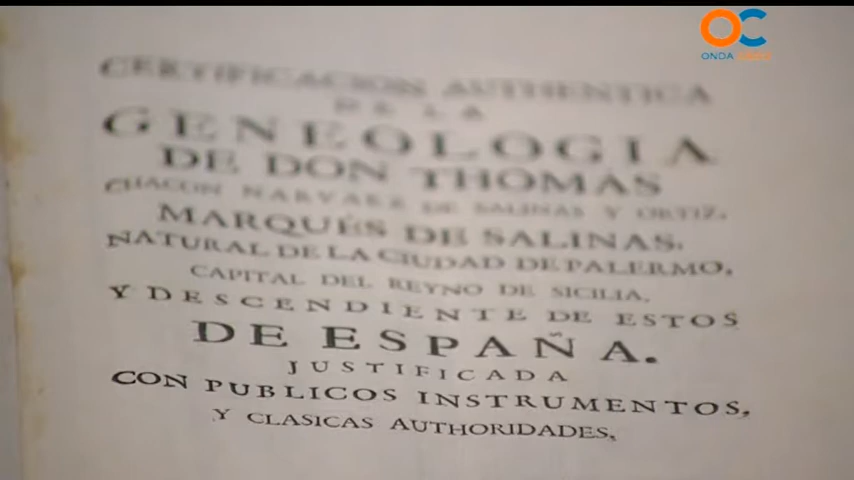 OC
ONDA CÁDIZ
CERTIFICACION AUTHENTICA
DE LA
GENEOLOGIA
DE DON THOMAS
CHACON NARVAEZ DE SALINAS Y ORTIZ,
MARQUÉS DE SALINAS,
NATURAL DE LA CIUDAD DE PALERMO,
CAPITAL DEL REYNO DE SICILIA,
Y DESCENDIENTE DE ESTOS
DE ESPAÑA.
JUSTIFICADA
CON PUBLICOS INSTRUMENTOS,
Y CLASICAS AUTHORIDADES,